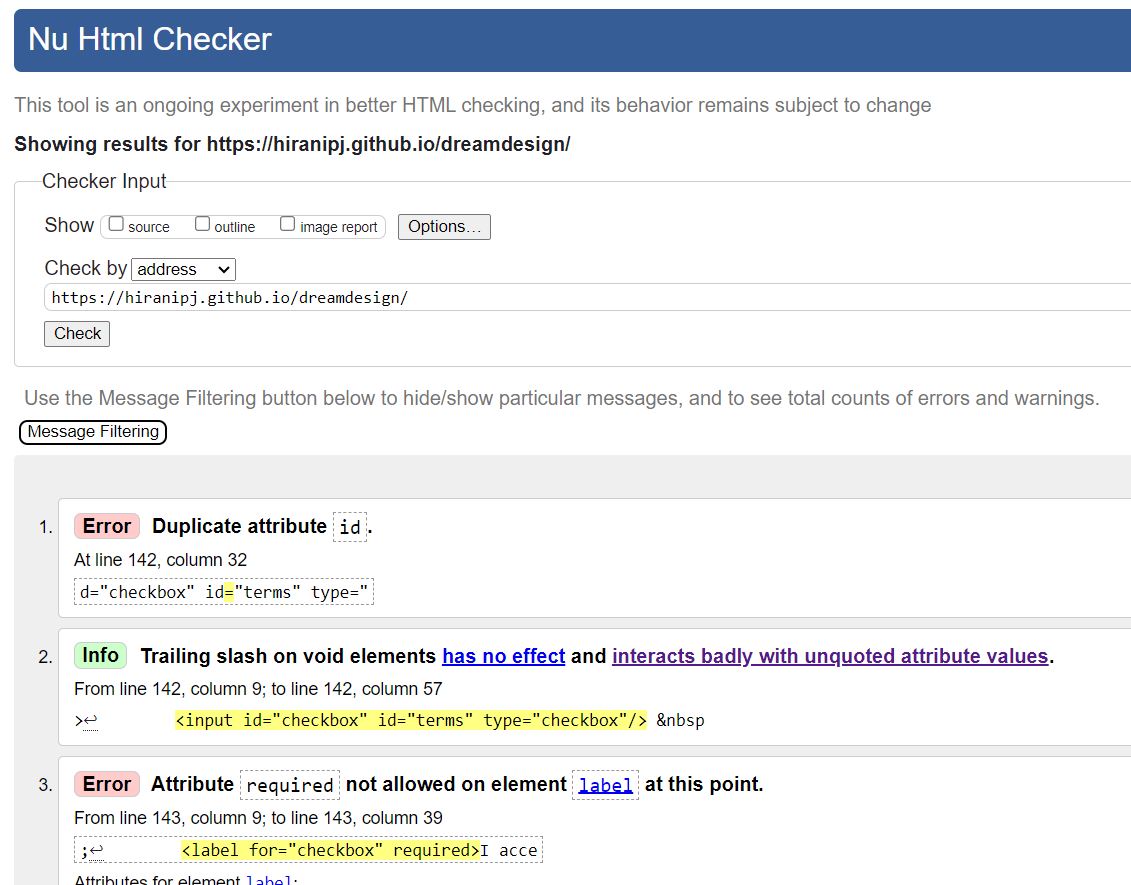 Nu Html Checker
This tool is an ongoing experiment in better HTML checking, and its behavior remains subject to change
Showing results for https://hiranipj.github.io/dreamdesign/
Checker Input
Show source outline image report Options...
Check by address
https://hiranipj.github.io/dreamdesign/
Check
Use the Message Filtering button below to hide/show particular messages, and to see total counts of errors and warnings.
Message Filtering
1. Error Duplicate attribute id.
At line 142, column 32
d="checkbox" id="terms" type="
2. Info Trailing slash on void elements has no effect and interacts badly with unquoted attribute values.
From line 142, column 9; to line 142, column 57
>↩ <input id="checkbox" id="terms" type="checkbox"/> &nbsp
3. Error Attribute required not allowed on element label at this point.
From line 143, column 9; to line 143, column 39
;↩ <label for="checkbox" required>I acce
Attributes for element label: